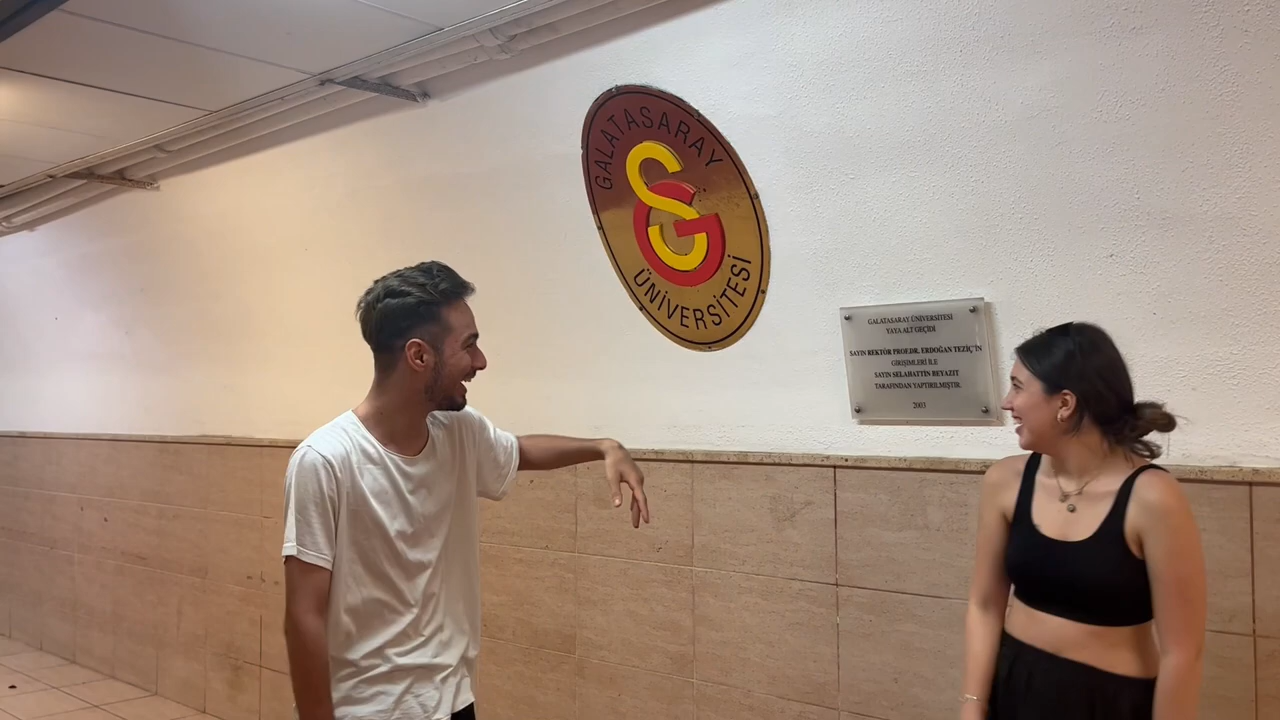 GALATASARAY
SG
ÜNİVERSİTESİ
GALATASARAY ÜNİVERSİTESİ
YAYA ALT GEÇİDİ
SAYIN REKTÖR PROF.DR. ERDOĞAN TEZİÇ'İN
GİRİŞİMLERİ İLE
SAYIN SELAHATTİN BEYAZIT
TARAFINDAN YAPTIRILMIŞTIR.
2003